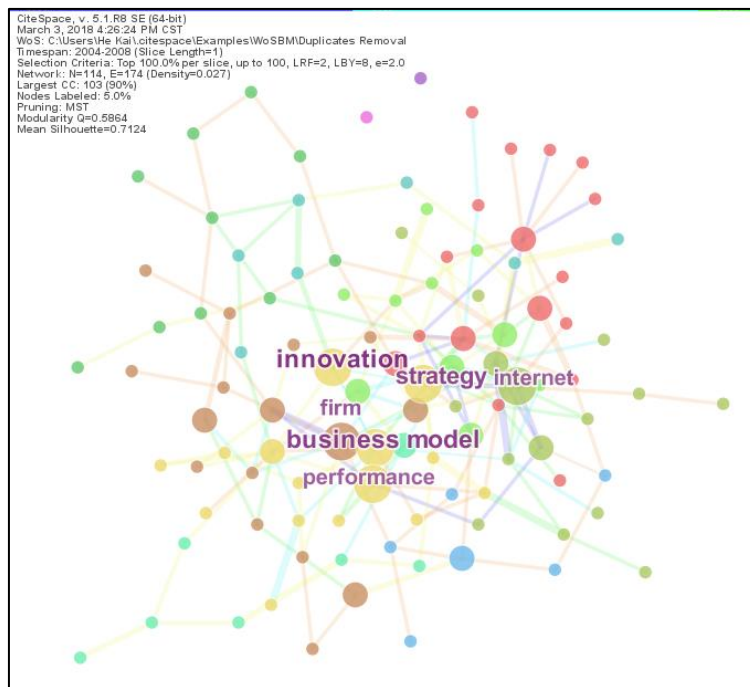 CiteSpace, v. 5.1.R8 SE (64-bit)
March 3, 2018 4:26:24 PM CST
WoS: C:\Users\He Kai\.citespace\Examples\WoSBM\Duplicates Removal
Timespan: 2004-2008 (Slice Length=1)
Selection Criteria: Top 100.0% per slice, up to 100, LRF=2, LBY=8, e=2.0
Network: N=114, E=174 (Density=0.027)
Largest CC: 103 (90%)
Nodes Labeled: 5.0%
Pruning: MST
Modularity Q=0.5864
Mean Silhouette=0.7124
innovation
strategy internet
firm
business model
performance